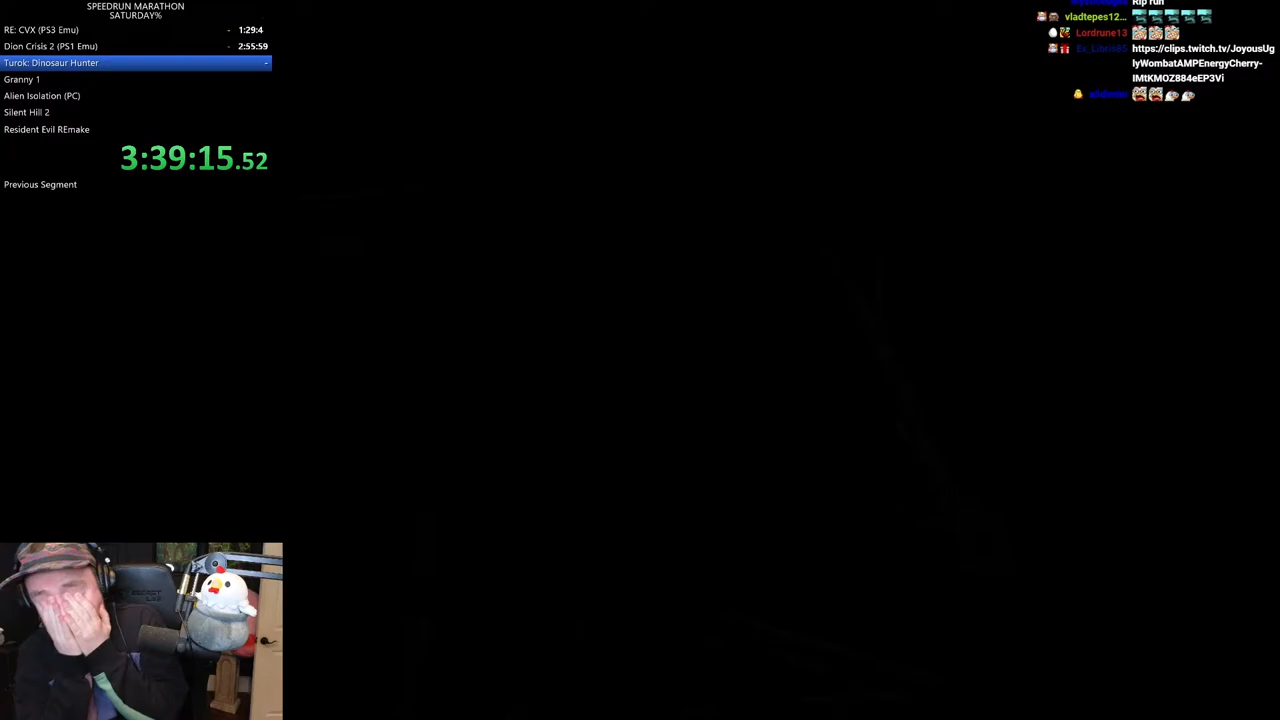 SPEEDRUN MARATHON
SATURDAY%
RE: CVX (PS3 Emu) - 1:29:4
Dion Crisis 2 (PS1 Emu) - 2:55:59
Turok: Dinosaur Hunter -
Granny 1
Alien Isolation (PC)
Silent Hill 2
Resident Evil REmake
3:39:15.52
Previous Segment
Rip run
vladtepes12...
Lordrune13
Ex_Libris85 https://clips.twitch.tv/JoyousUg
lyWombatAMPEnergyCherry-
IMtKMOZ884eEP3Vi